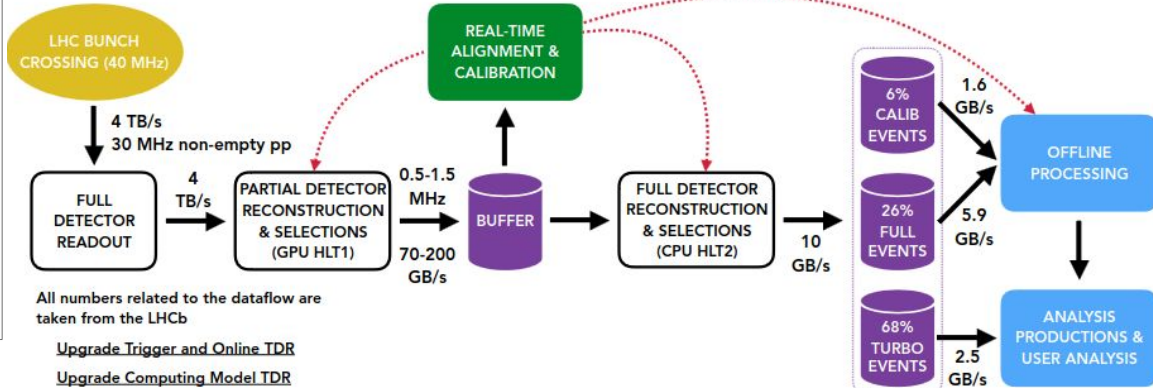 LHC BUNCH
CROSSING (40 MHz)
4 TB/s
30 MHz non-empty pp
FULL
DETECTOR
READOUT
4
TB/s
PARTIAL DETECTOR
RECONSTRUCTION
& SELECTIONS
(GPU HLT1)
0.5-1.5
MHz
70-200
GB/s
REAL-TIME
ALIGNMENT &
CALIBRATION
BUFFER
FULL DETECTOR
RECONSTRUCTION
& SELECTIONS
(CPU HLT2)
10
GB/s
6%
CALIB
EVENTS
1.6
GB/s
26%
FULL
EVENTS
5.9
GB/s
68%
TURBO
EVENTS
2.5
GB/s
OFFLINE
PROCESSING
ANALYSIS
PRODUCTIONS &
USER ANALYSIS
All numbers related to the dataflow are
taken from the LHCb
Upgrade Trigger and Online TDR
Upgrade Computing Model TDR